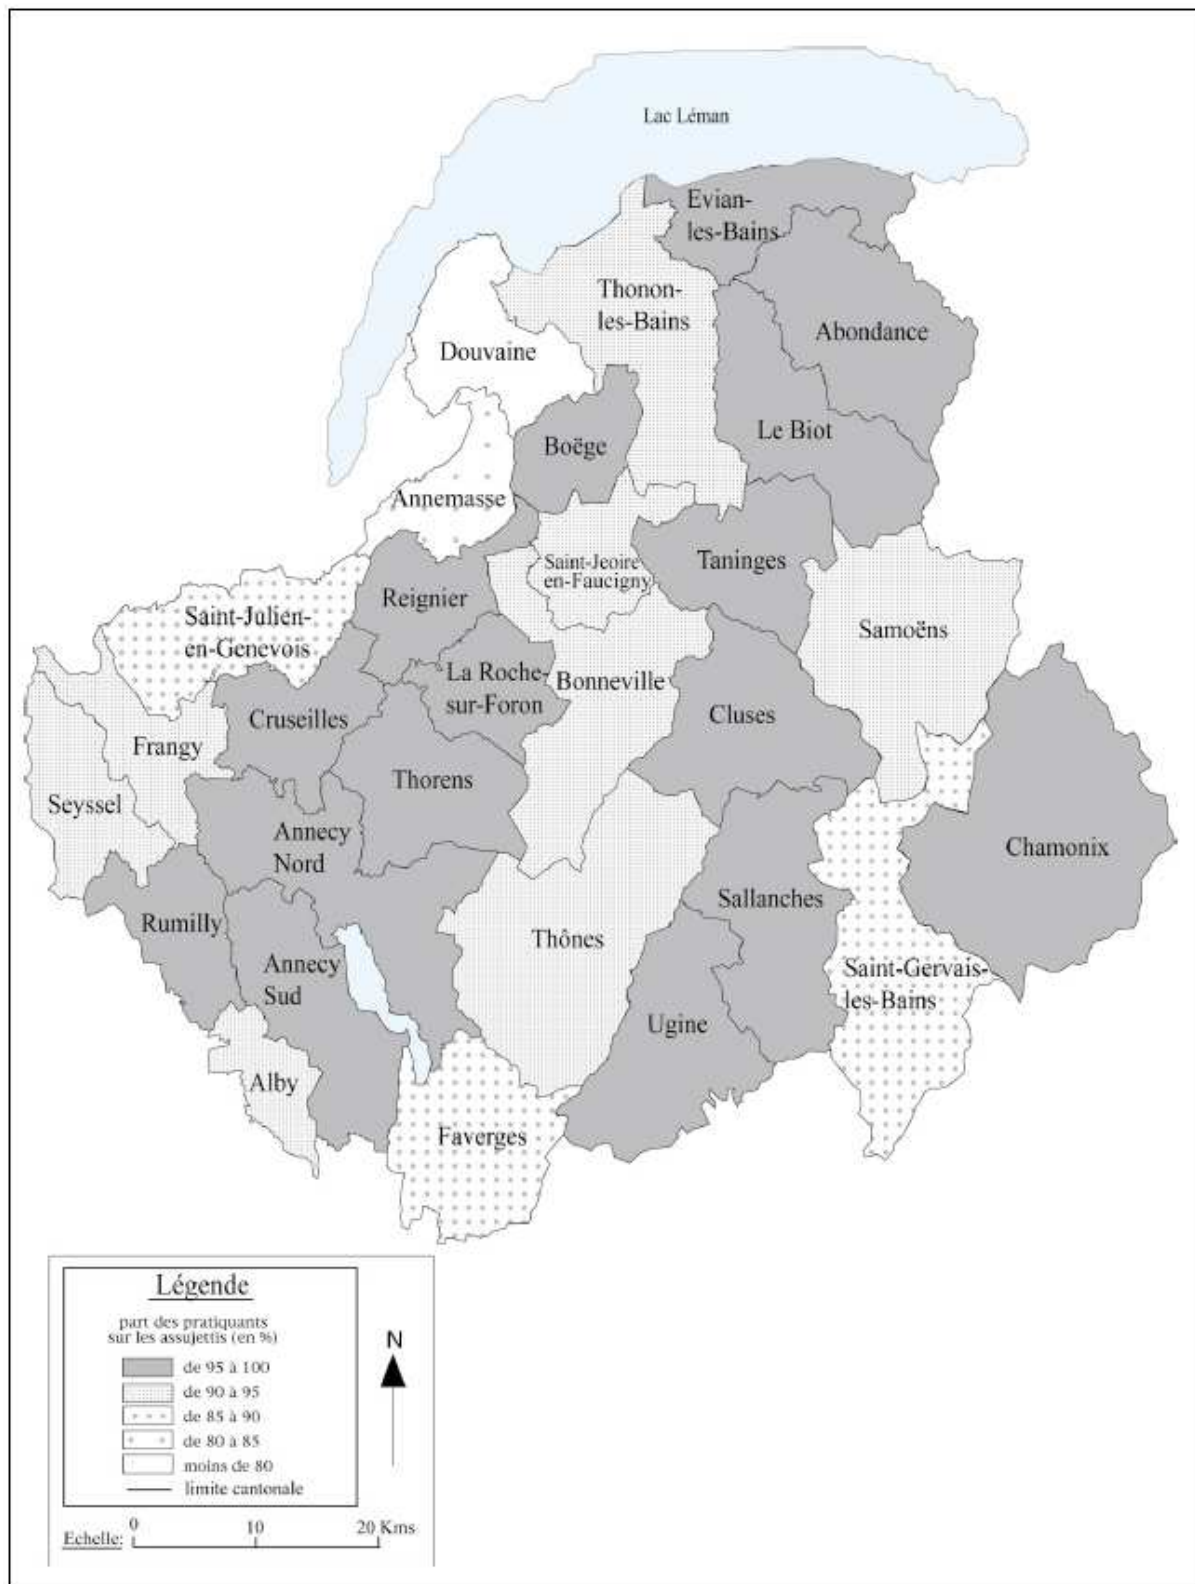 Lac Léman
Evian-
les-Bains
Thonon-
les-Bains
Abondance
Douvaine
Le Biot
Boëge
Annemasse
Saint-Jeoire
en-Faucigny
Taninges
Reignier
Saint-Julien-
en-Genevois
Samoëns
La Roche-
sur-Foron
Bonneville
Cruseilles
Cluses
Frangy
Thorens
Seyssel
Annecy
Nord
Chamonix
Sallanches
Rumilly
Thônes
Annecy
Sud
Saint-Gervais-
les-Bains
Ugine
Alby
Faverges
Légende
part des pratiquants
sur les assujettis (en %)
de 95 à 100
de 90 à 95
de 85 à 90
de 80 à 85
moins de 80
limite cantonale
N
Echelle: 0 10 20 Kms